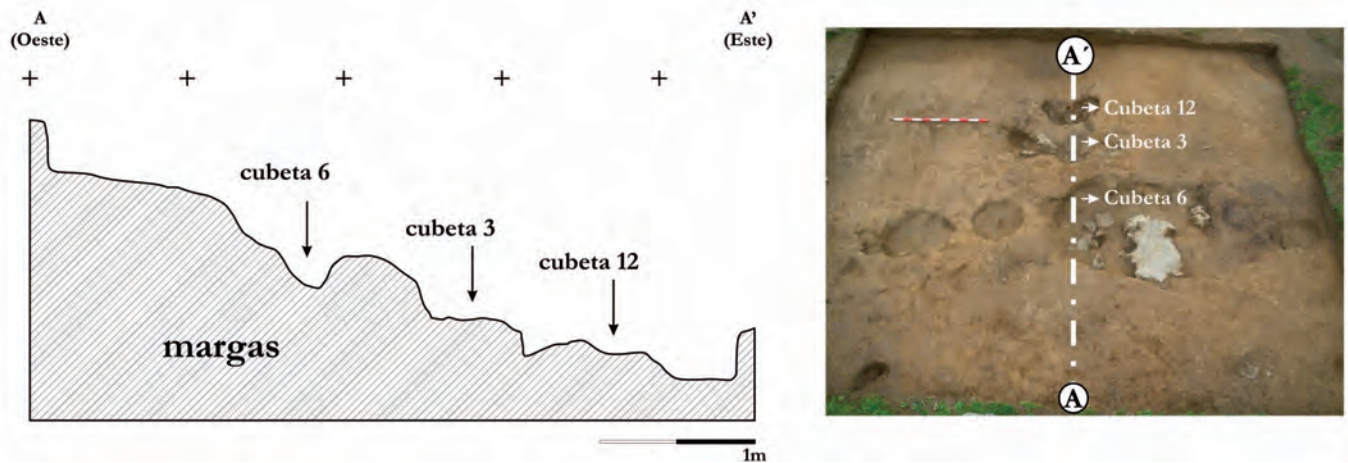 A
(Oeste)
A'
(Este)
cubeta 6
cubeta 3
cubeta 12
margas
1m
A´
Cubeta 12
Cubeta 3
Cubeta 6
A